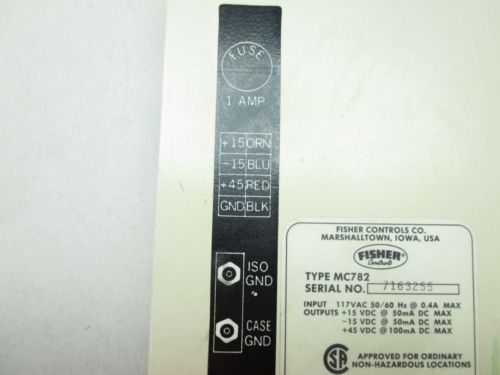 FUSE
1 AMP
+15 ORN
-15 BLU
+45 RED
GND BLK
ISO
GND
CASE
GND
FISHER CONTROLS CO.
MARSHALLTOWN, IOWA, USA
FISHER
Controls
TYPE MC782
SERIAL NO. 7163255
INPUT 117VAC 50/60 Hz @ 0.4A MAX
OUTPUTS +15 VDC @ 50mA DC MAX
-15 VDC @ 50mA DC MAX
+45 VDC @ 100mA DC MAX
SA
APPROVED FOR ORDINARY
NON-HAZARDOUS LOCATIONS